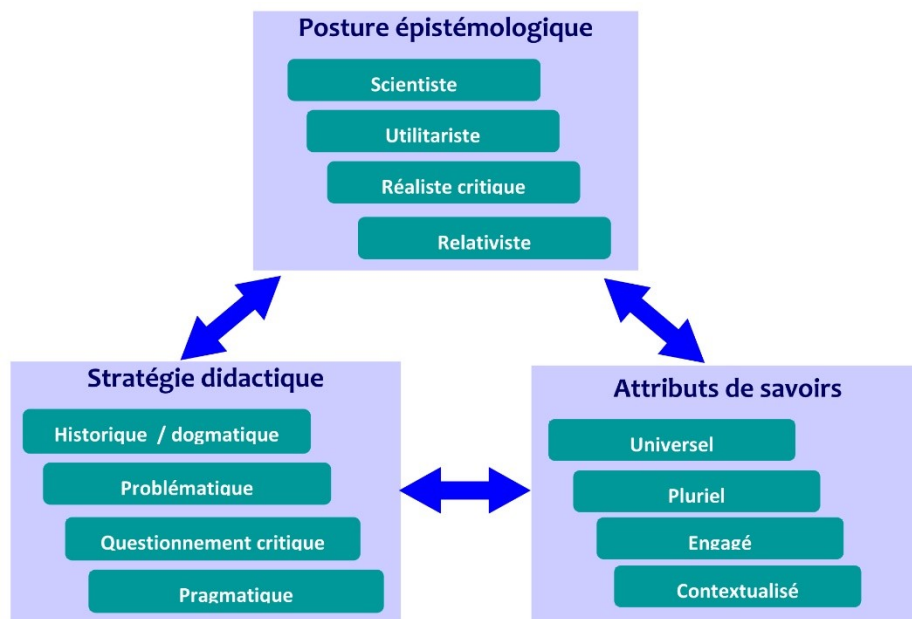 Posture épistémologique
Scientiste
Utilitariste
Réaliste critique
Relativiste
Stratégie didactique
Historique / dogmatique
Problématique
Questionnement critique
Pragmatique
Attributs de savoirs
Universel
Pluriel
Engagé
Contextualisé